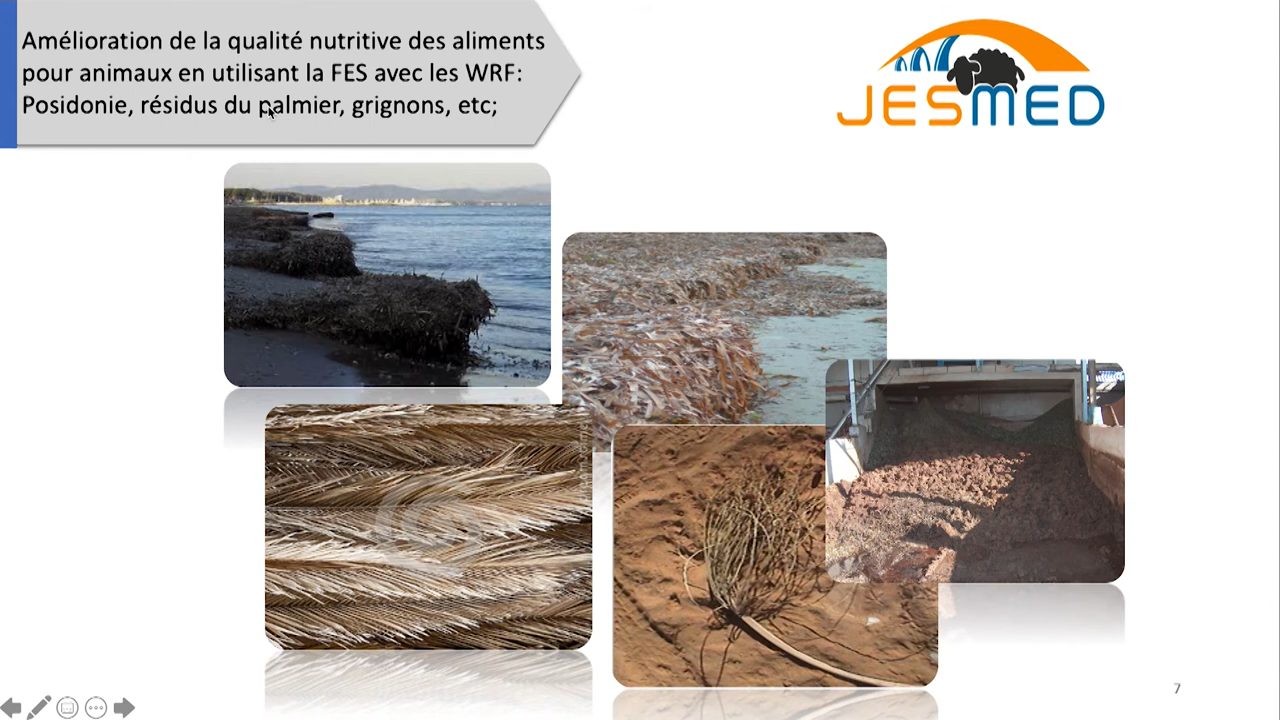 Amélioration de la qualité nutritive des aliments
pour animaux en utilisant la FES avec les WRF:
Posidonie, résidus du palmier, grignons, etc;
JESMED
7